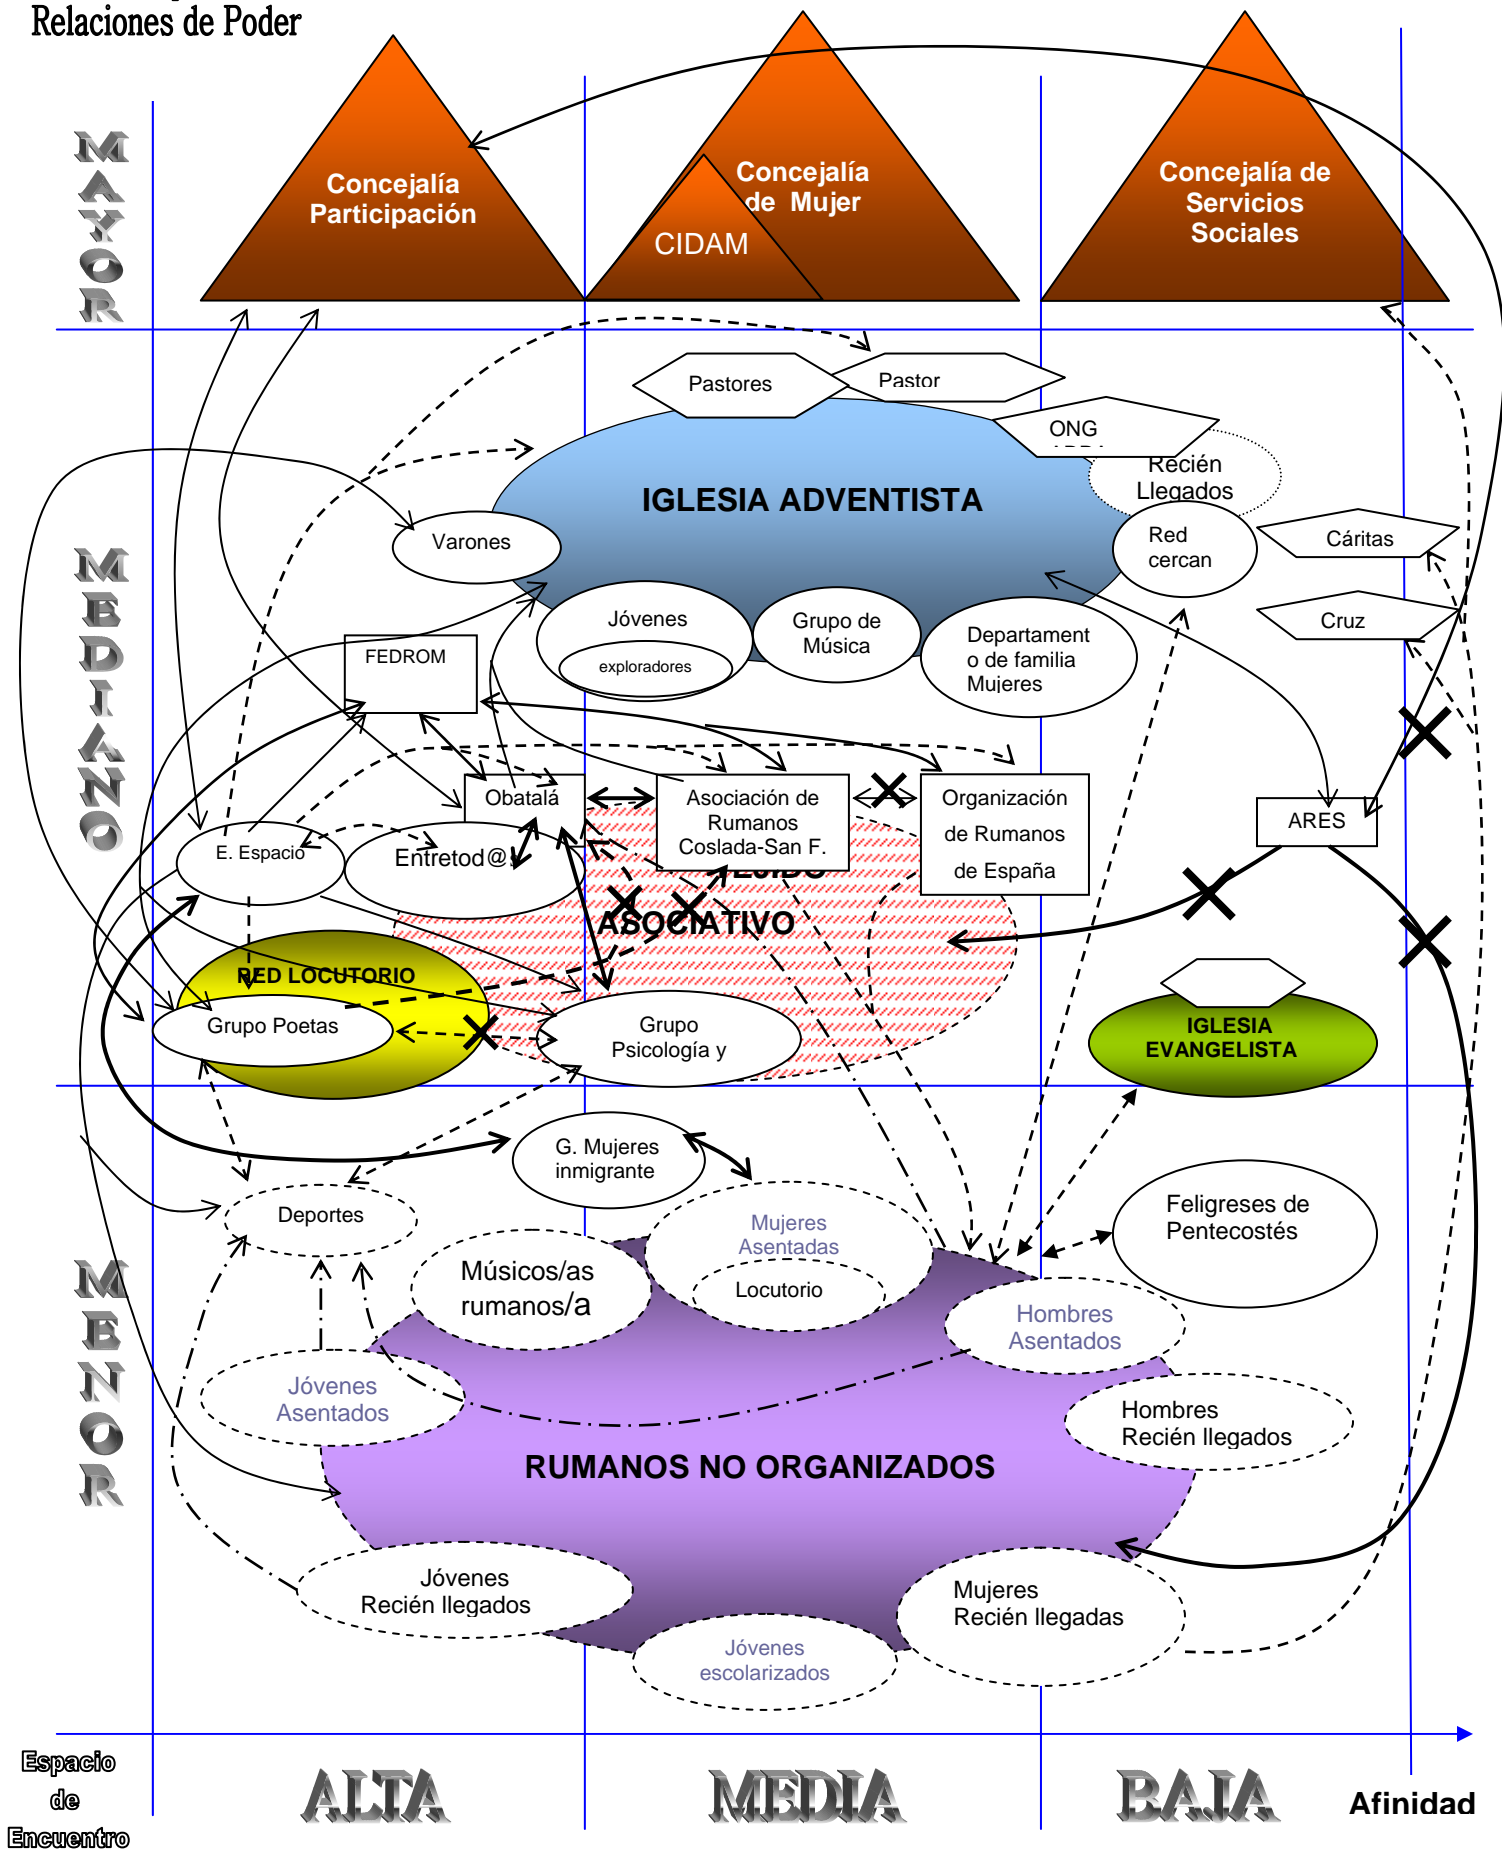 Relaciones de Poder
MAYOR
Concejalía
Participación
Concejalía
de Mujer
CIDAM
Concejalía de
Servicios
Sociales
MEDIANO
Pastores
Pastor
ONG
Recién
Llegados
IGLESIA ADVENTISTA
Varones
Red
cercan
Cáritas
Cruz
Jóvenes
exploradores
Grupo de
Música
Departament
o de familia
Mujeres
FEDROM
Obatalá
Asociación de
Rumanos
Coslada-San F.
Organización
de Rumanos
de España
ARES
E. Espacio
Entretod@s
ASOCIATIVO
RED LOCUTORIO
Grupo Poetas
Grupo
Psicología y
IGLESIA
EVANGELISTA
MENOR
G. Mujeres
inmigrante
Deportes
Músicos/as
rumanos/a
Mujeres
Asentadas
Locutorio
Feligreses de
Pentecostés
Hombres
Asentados
Jóvenes
Asentados
Hombres
Recién llegados
RUMANOS NO ORGANIZADOS
Jóvenes
Recién llegados
Mujeres
Recién llegadas
Jóvenes
escolarizados
Espacio
de
Encuentro
ALTA
MEDIA
BAJA
Afinidad